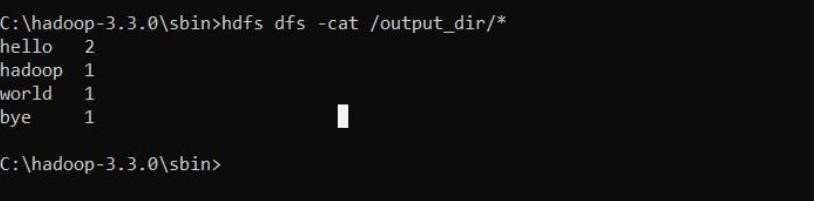 C:\hadoop-3.3.0\sbin>hdfs dfs -cat /output_dir/*
hello   2
hadoop  1
world   1
bye     1
C:\hadoop-3.3.0\sbin>